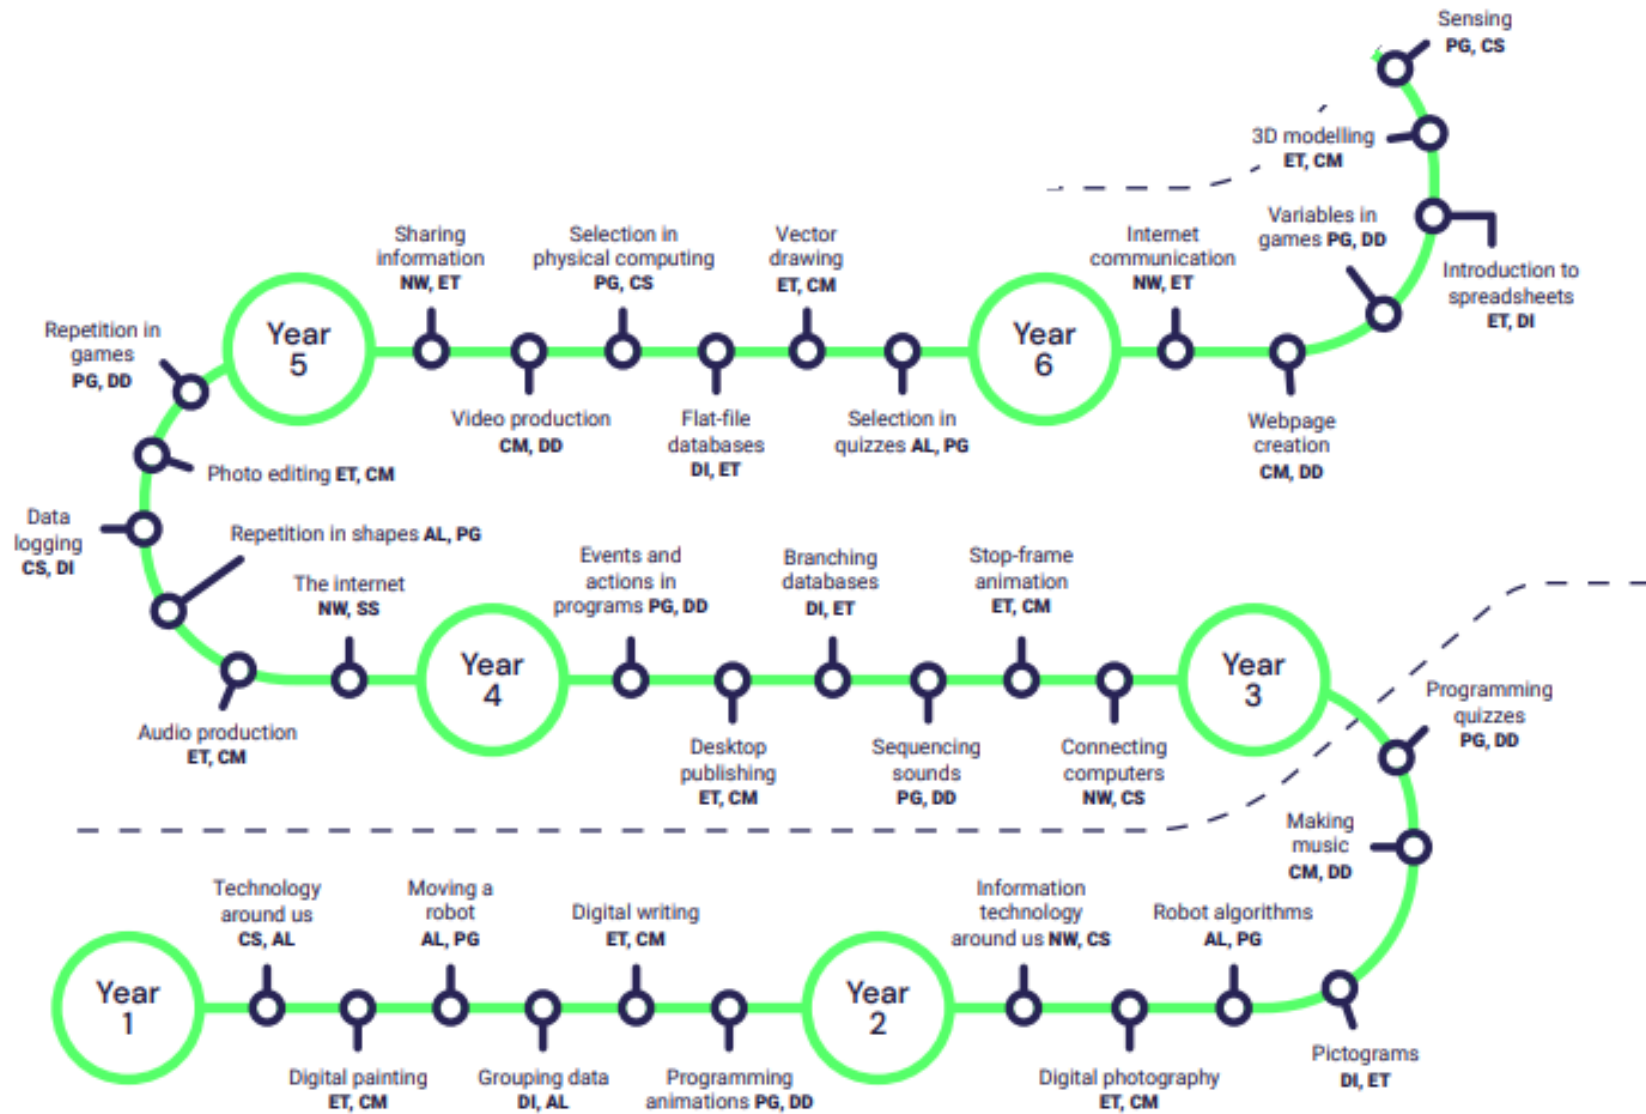 Sensing
PG, CS
3D modelling
ET, CM
Variables in
games PG, DD
Introduction to
spreadsheets
ET, DI
Sharing
information
NW, ET
Selection in
physical computing
PG, CS
Vector
drawing
ET, CM
Internet
communication
NW, ET
Year
5
Year
6
Repetition in
games
PG, DD
Video production
CM, DD
Flat-file
databases
DI, ET
Selection in
quizzes AL, PG
Webpage
creation
CM, DD
Photo editing ET, CM
Data
logging
CS, DI
Repetition in shapes AL, PG
The internet
NW, SS
Events and
actions in
programs PG, DD
Branching
databases
DI, ET
Stop-frame
animation
ET, CM
Year
4
Year
3
Audio production
ET, CM
Desktop
publishing
ET, CM
Sequencing
sounds
PG, DD
Connecting
computers
NW, CS
Programming
quizzes
PG, DD
Making
music
CM, DD
Technology
around us
CS, AL
Moving a
robot
AL, PG
Digital writing
ET, CM
Information
technology
around us NW, CS
Robot algorithms
AL, PG
Year
1
Year
2
Digital painting
ET, CM
Grouping data
DI, AL
Programming
animations PG, DD
Digital photography
ET, CM
Pictograms
DI, ET